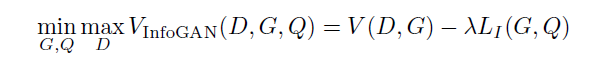 min max V_InfoGAN(D, G, Q) = V(D, G) − λL_I(G, Q)
G,Q D